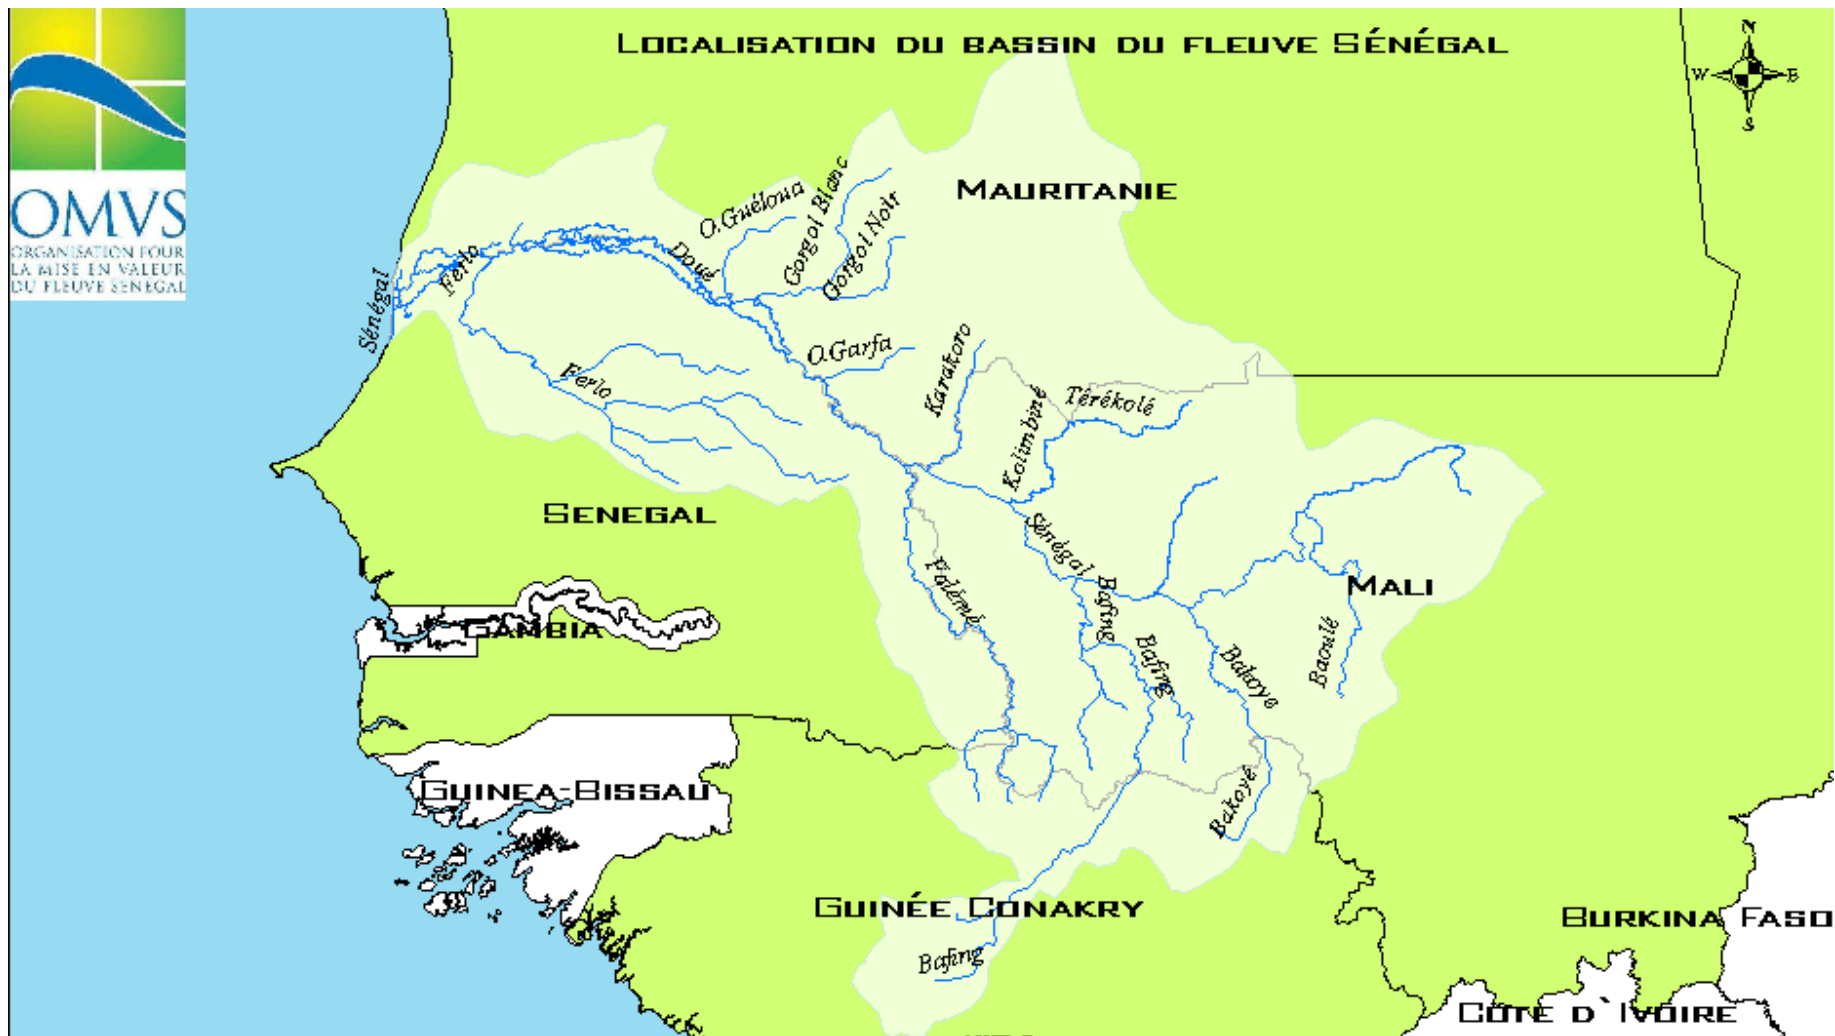 LOCALISATION DU BASSIN DU FLEUVE SÉNÉGAL
N
W
E
S
OMVS
ORGANISATION POUR
LA MISE EN VALEUR
DU FLEUVE SENEGAL
MAURITANIE
O.Guéloua
Gorgol Blanc
Gorgol Noir
Doué
Ferlo
Sénégal
O.Garfa
Karakoro
Ferlo
Kolimbiné
Térékolé
SENEGAL
Sénégal
Falémé
Bafing
MALI
GAMBIA
Bafing
Bakoye
Baoulé
GUINEA-BISSAU
Bakoyé
GUINÉE CONAKRY
BURKINA FASO
Bafing
CÔTE D`IVOIRE